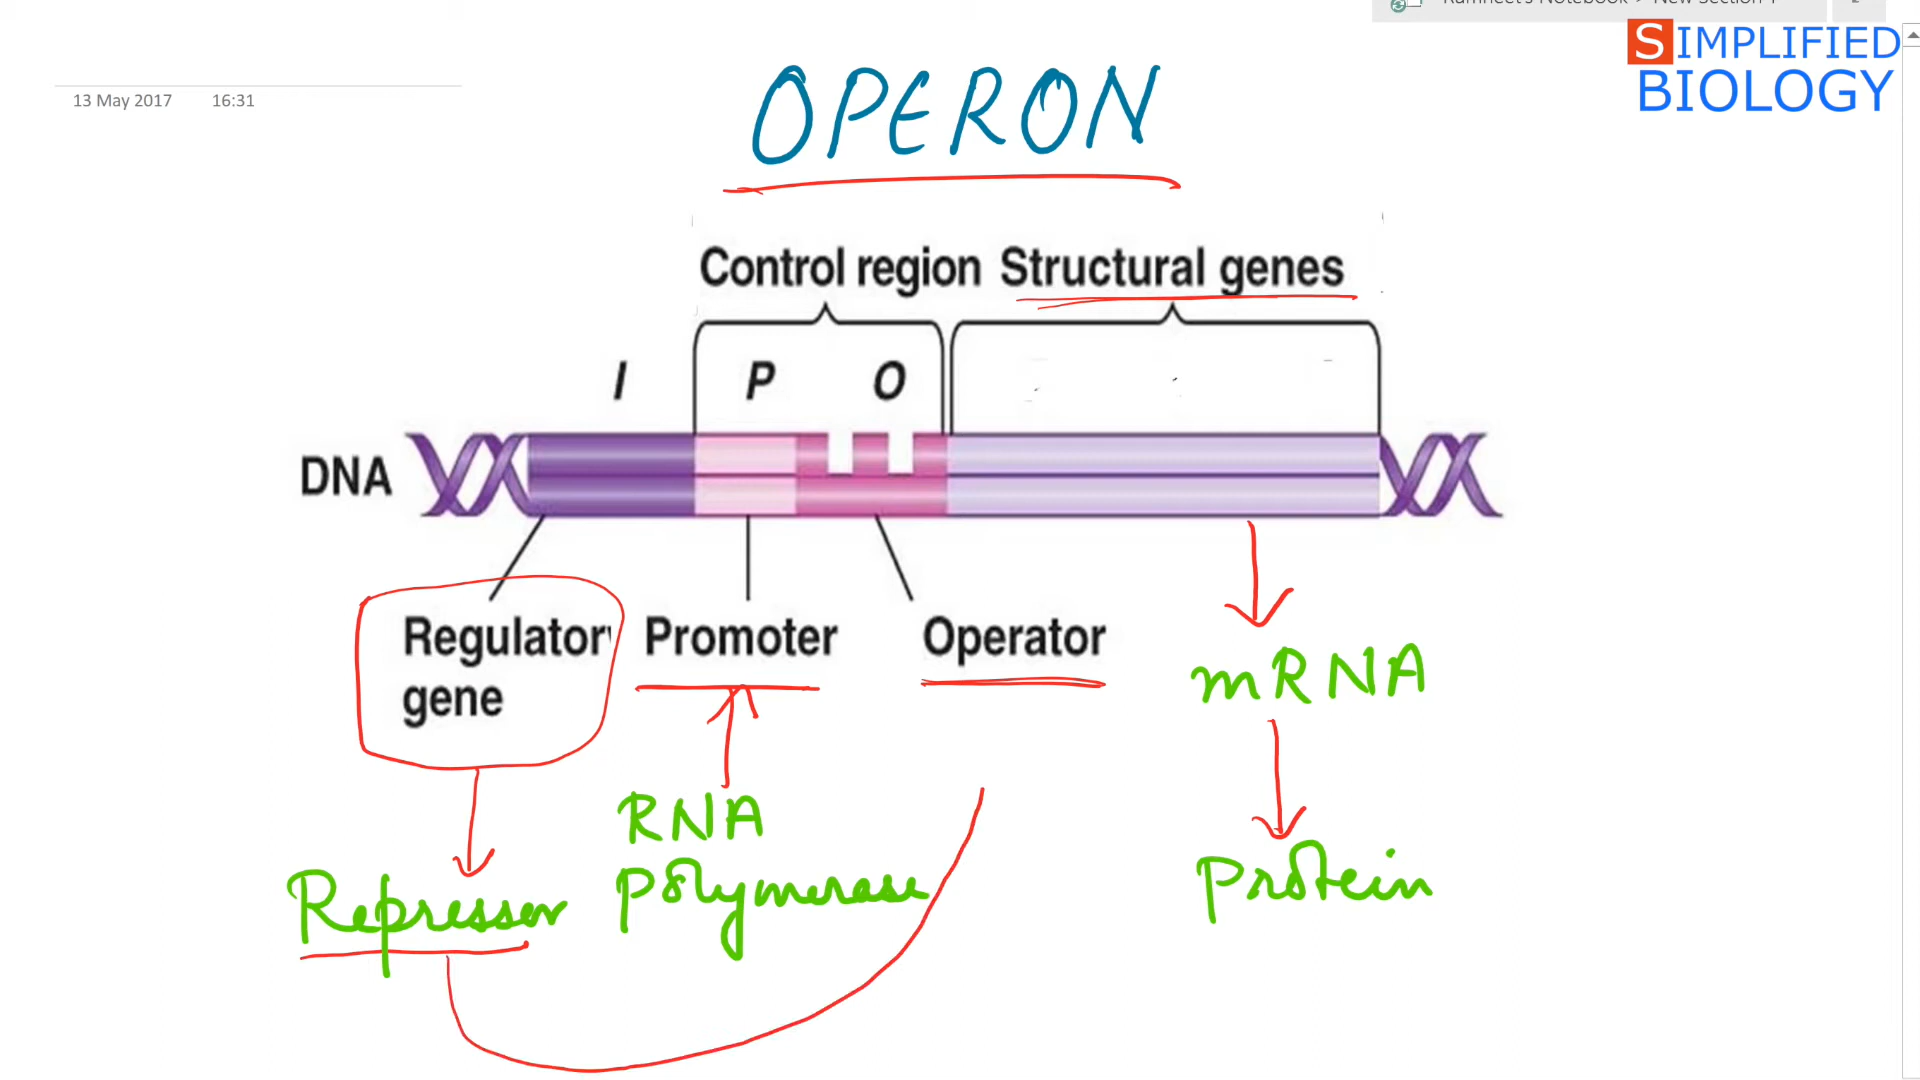 13 May 2017 16:31
SIMPLIFIED
BIOLOGY
OPERON
Control region Structural genes
I P O
DNA
Regulatory Promoter Operator
gene
mRNA
RNA
polymerase
Repressor
Protein